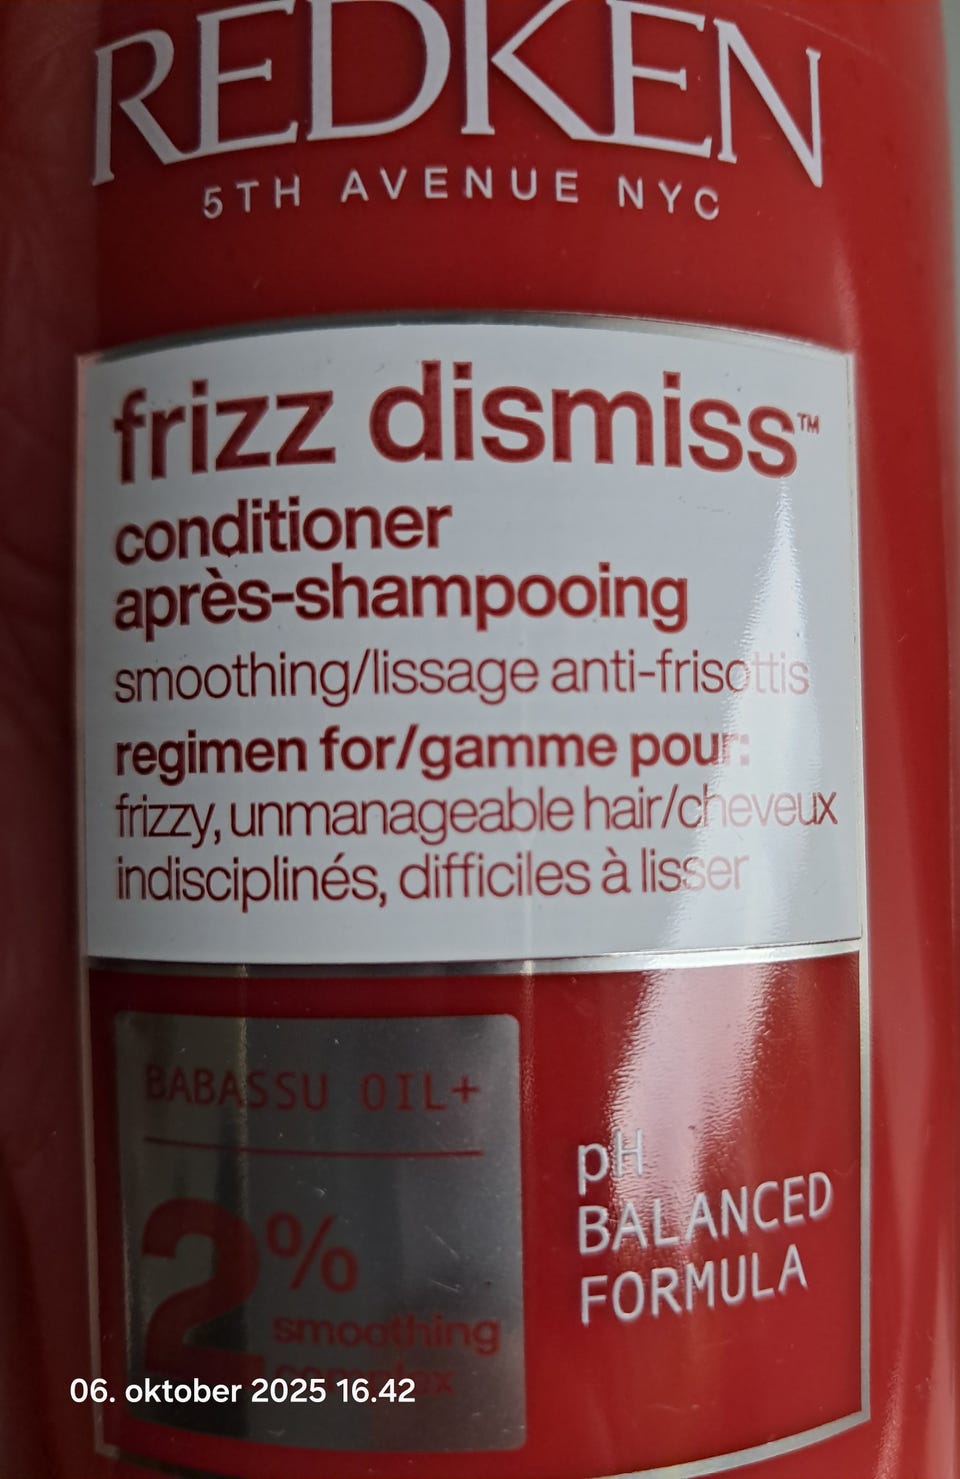 REDKEN
5TH AVENUE NYC
frizz dismiss™
conditioner
après-shampooing
smoothing/lissage anti-frisottis
regimen for/gamme pour:
frizzy, unmanageable hair/cheveux
indisciplinés, difficiles à lisser
BABASSU OIL+
2%
smoothing
complex
pH
BALANCED
FORMULA
06. oktober 2025 16.42